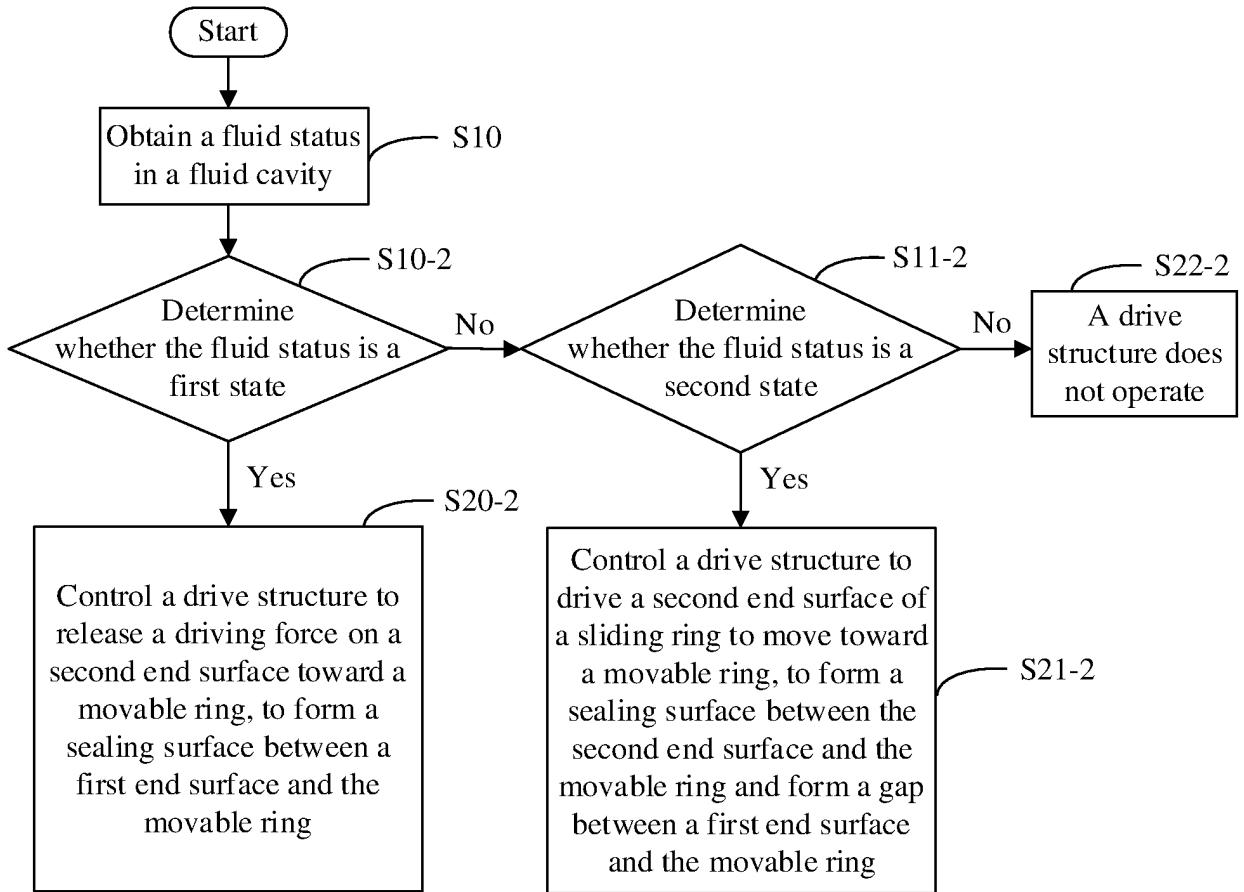 Start
Obtain a fluid status
in a fluid cavity
S10
S10-2
Determine
whether the fluid status is a
first state
No
Yes
S11-2
Determine
whether the fluid status is a
second state
No
Yes
S22-2
A drive
structure does
not operate
S20-2
Control a drive structure to
release a driving force on a
second end surface toward a
movable ring, to form a
sealing surface between a
first end surface and the
movable ring
Control a drive structure to
drive a second end surface of
a sliding ring to move toward
a movable ring, to form a
sealing surface between the
second end surface and the
movable ring and form a gap
between a first end surface
and the movable ring
S21-2